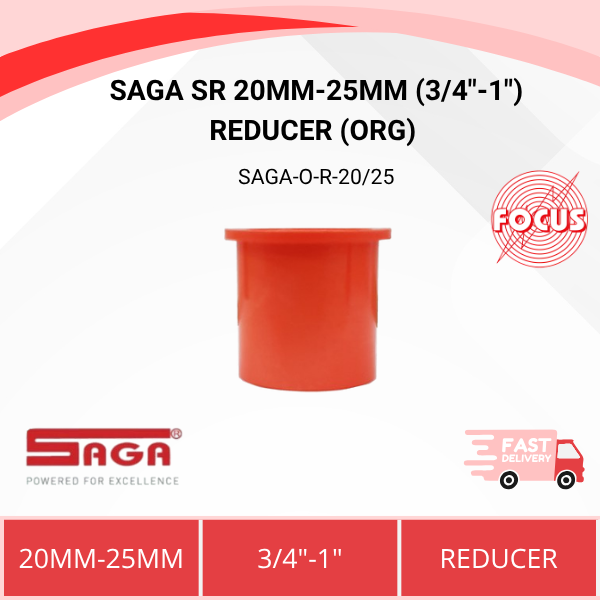 SAGA SR 20MM-25MM (3/4"-1")
REDUCER (ORG)
SAGA-O-R-20/25
FOCUS
SAGA®
POWERED FOR EXCELLENCE
FAST
DELIVERY
20MM-25MM
3/4"-1"
REDUCER